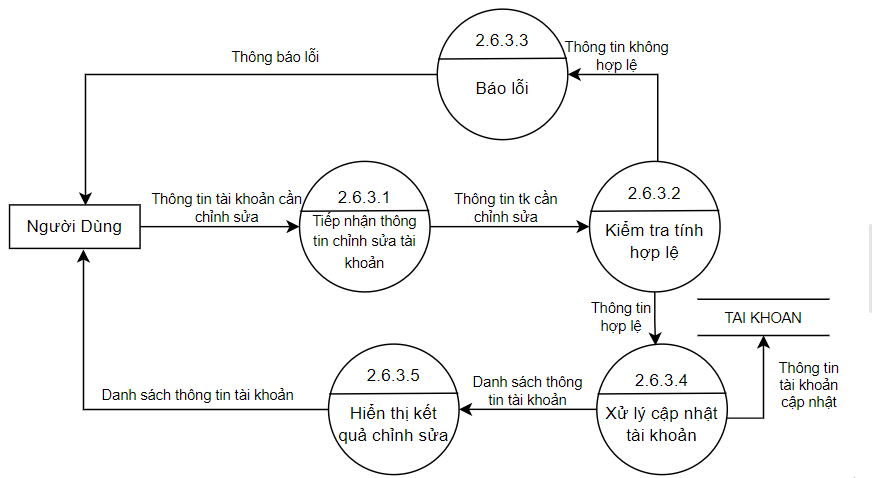 2.6.3.3
Báo lỗi
Thông báo lỗi
Thông tin không
hợp lệ
Người Dùng
Thông tin tài khoản cần
chỉnh sửa
2.6.3.1
Tiếp nhận thông
tin chỉnh sửa tài
khoản
Thông tin tk cần
chỉnh sửa
2.6.3.2
Kiểm tra tính
hợp lệ
Thông tin
hợp lệ
TAI KHOAN
Thông tin
tài khoản
cập nhật
2.6.3.4
Xử lý cập nhật
tài khoản
Danh sách thông
tin tài khoản
2.6.3.5
Hiển thị kết
quả chỉnh sửa
Danh sách thông tin tài khoản